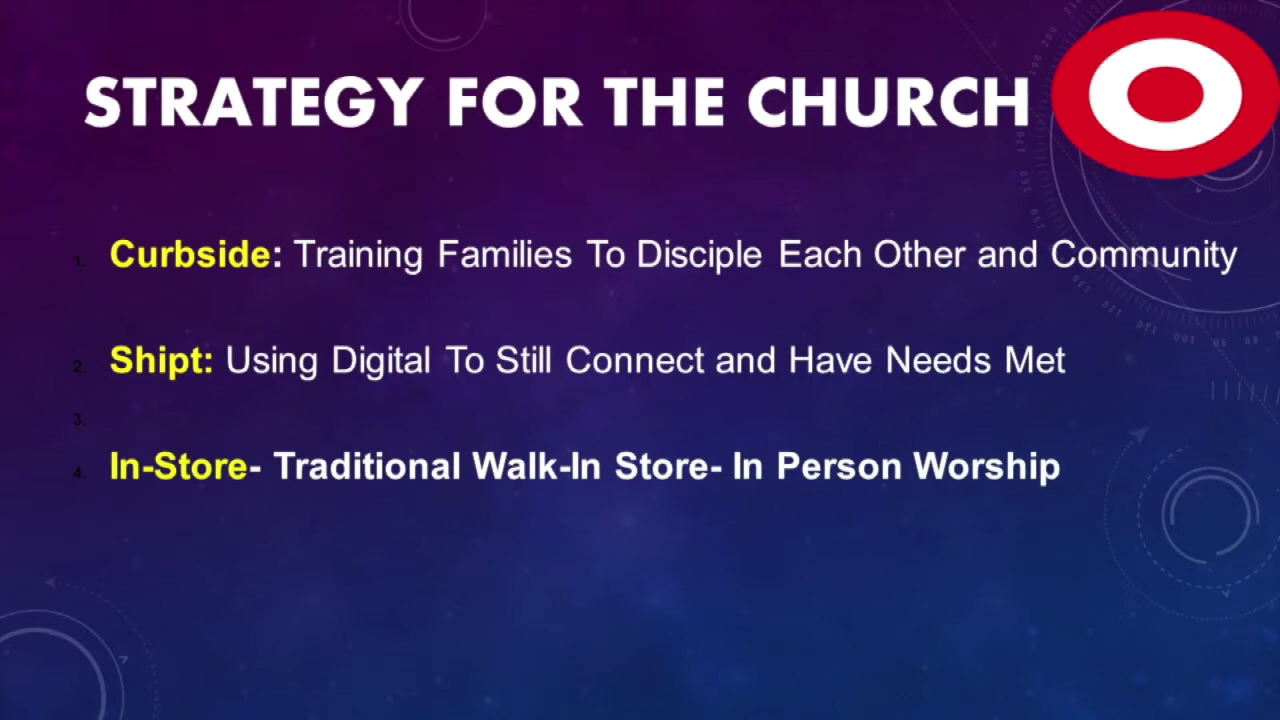 STRATEGY FOR THE CHURCH
1. Curbside: Training Families To Disciple Each Other and Community
2. Shipt: Using Digital To Still Connect and Have Needs Met
3.
4. In-Store- Traditional Walk-In Store- In Person Worship